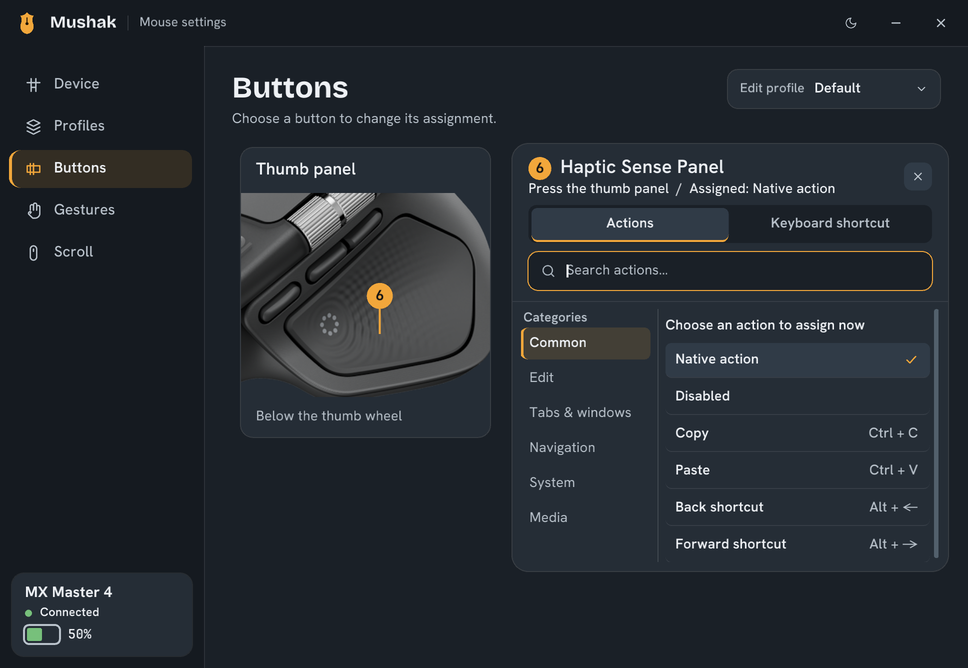 Mushak
Mouse settings
Device
Profiles
Buttons
Gestures
Scroll
MX Master 4
Connected
50%
Buttons
Choose a button to change its assignment.
Edit profile Default
Thumb panel
6
Below the thumb wheel
6 Haptic Sense Panel
Press the thumb panel / Assigned: Native action
Actions
Keyboard shortcut
Search actions...
Categories
Common
Edit
Tabs & windows
Navigation
System
Media
Choose an action to assign now
Native action
Disabled
Copy Ctrl + C
Paste Ctrl + V
Back shortcut Alt + ←
Forward shortcut Alt + →